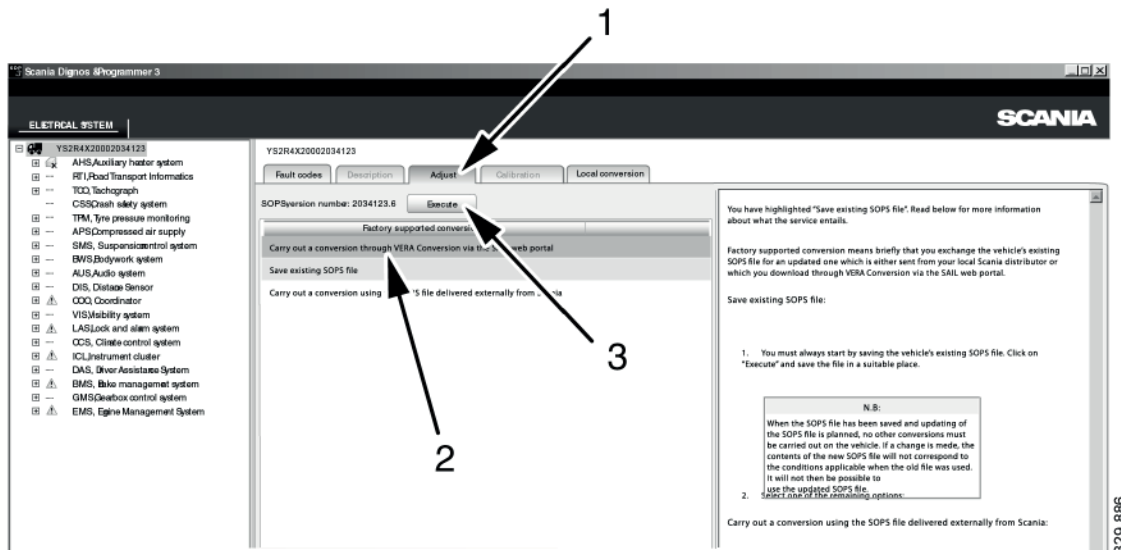 1
Scania Dignos &Programmer 3
SCANIA
ELEC​TRCAL SSTEM
YS2R4X20002034123
AHS,Auxiliary heater system
RTI,Road Transport Informatics
TCO,Tachograph
CSS,Crash safety system
TPM, Tyre pressure monitoring
APS,Compressed air supply
SMS, Suspensionntrol system
BWS,Bodywork system
AUS,Audio system
DIS, Distane Sensor
COO, Coordinator
VIS,Visibility system
LAS,Lock and alarm system
CCS, Climate control system
ICL,Instrument cluster
DAS, Driver Assistane System
BMS, Brake management system
GMS,Gearbox control system
EMS, Engine Management System
YS2R4X20002034123
Fault codes Description Adjust Calibration Local conversion
SOPSversion number: 2034123.6 Execute
Factory supported conversi
Carry out a conversion through VERA Conversion via the SAIL web portal
Save existing SOPS file
Carry out a conversion using S file delivered externally from Scania
3
2
You have highlighted "Save existing SOPS file". Read below for more information
about what the service entails.
Factory supported conversion means briefly that you exchange the vehicle's existing
SOPS file for an updated one which is either sent from your local Scania distributor or
which you download through VERA Conversion via the SAIL web portal.
Save existing SOPS file:
1. You must always start by saving the vehicle's existing SOPS file. Click on
"Execute" and save the file in a suitable place.
N.B:
When the SOPS file has been saved and updating of
the SOPS file is planned, no other conversions must
be carried out on the vehicle. If a change is mede, the
contents of the new SOPS file will not correspond to
the conditions applicable when the old file was used.
It will not then be possible to
use the updated SOPS file.
2. Select one of the remaining options:
Carry out a conversion using the SOPS file delivered externally from Scania:
329 886